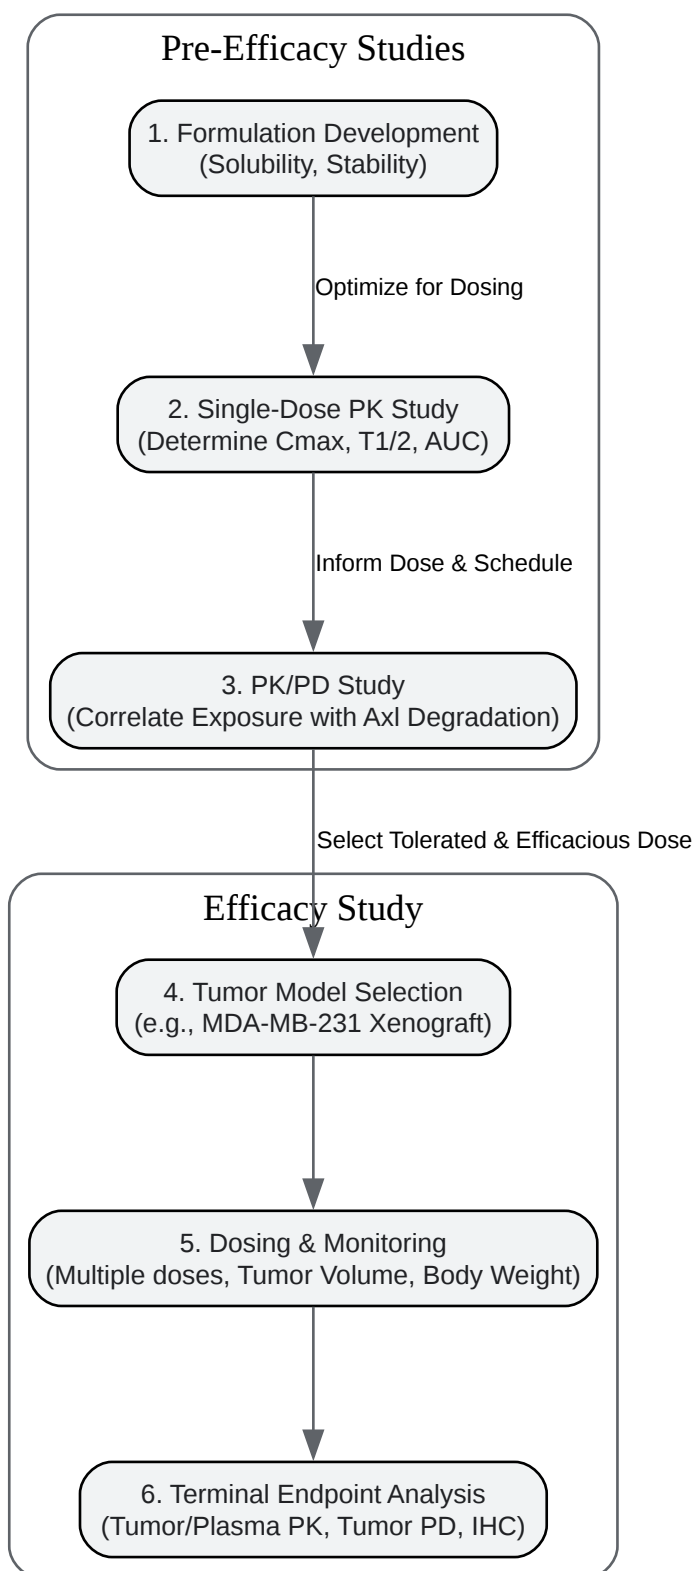 Pre-Efficacy Studies
1. Formulation Development
(Solubility, Stability)
Optimize for Dosing
2. Single-Dose PK Study
(Determine Cmax, T1/2, AUC)
Inform Dose & Schedule
3. PK/PD Study
(Correlate Exposure with Axl Degradation)
Select Tolerated & Efficacious Dose
Efficacy Study
4. Tumor Model Selection
(e.g., MDA-MB-231 Xenograft)
5. Dosing & Monitoring
(Multiple doses, Tumor Volume, Body Weight)
6. Terminal Endpoint Analysis
(Tumor/Plasma PK, Tumor PD, IHC)